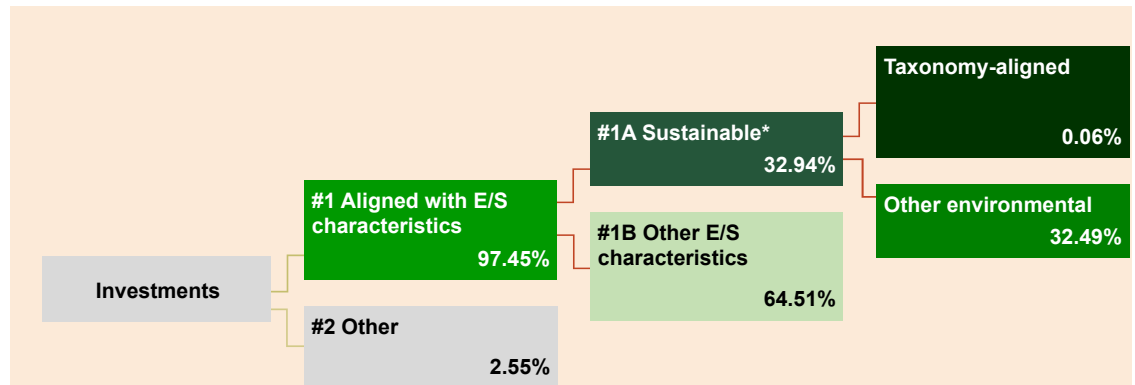 Investments
#1 Aligned with E/S
characteristics
97.45%
#2 Other
2.55%
#1A Sustainable*
32.94%
#1B Other E/S
characteristics
64.51%
Taxonomy-aligned
0.06%
Other environmental
32.49%